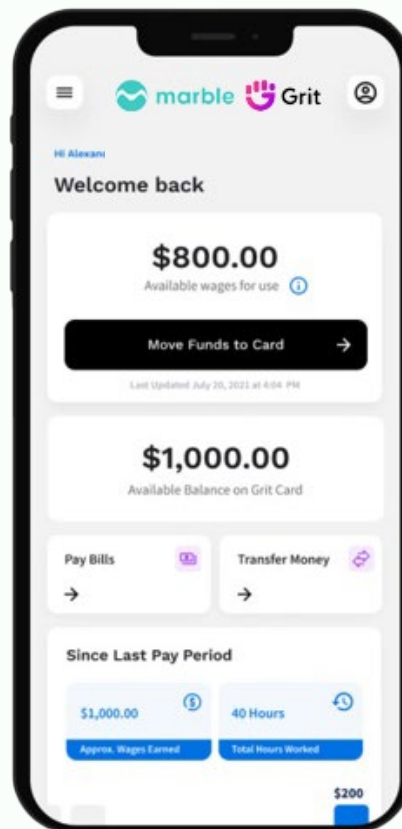 marble Grit
Hi Alexan
Welcome back
$800.00
Available wages for use
Move Funds to Card
Last Updated July 20, 2021 at 4:04 PM
$1,000.00
Available Balance on Grit Card
Pay Bills Transfer Money
Since Last Pay Period
$1,000.00 40 Hours
Approx. Wages Earned Total Hours Worked
$200